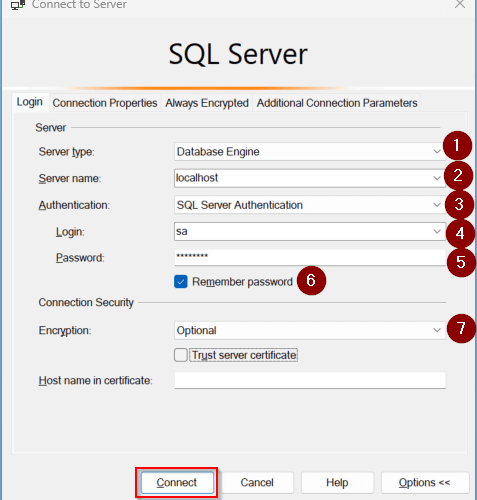 Connect to Server
SQL Server
Login Connection Properties Always Encrypted Additional Connection Parameters
Server
Server type: Database Engine 1
Server name: localhost 2
Authentication: SQL Server Authentication 3
Login: sa 4
Password: ******** 5
Remember password 6
Connection Security
Encryption: Optional 7
Trust server certificate
Host name in certificate:
Connect Cancel Help Options <<